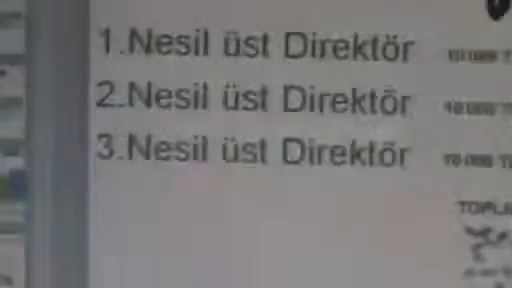 1.Nesil üst Direktör
2.Nesil üst Direktör
3.Nesil üst Direktör